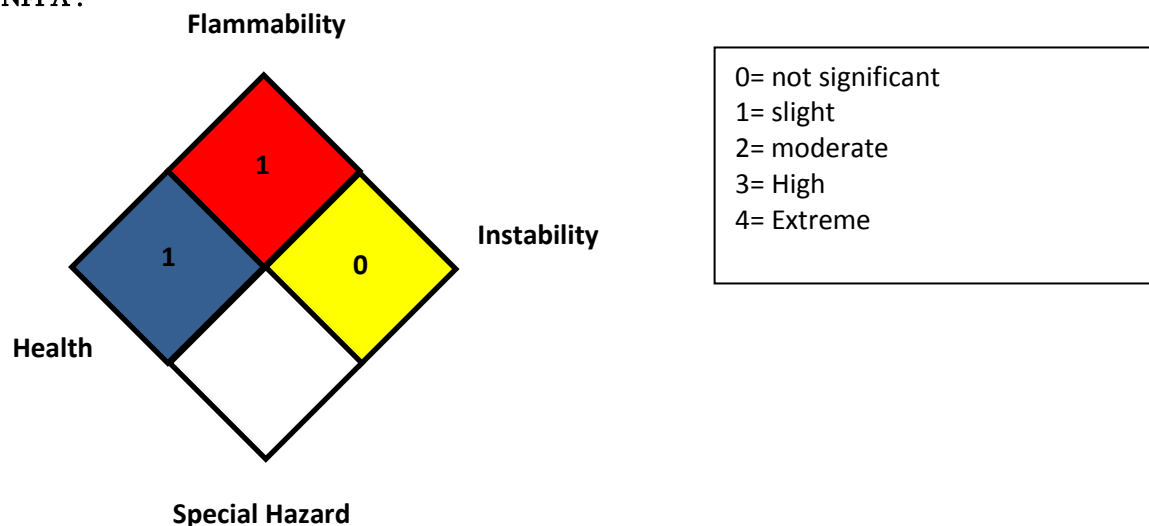 NFPA:
Flammability
1
1
0
Instability
Health
Special Hazard
0= not significant
1= slight
2= moderate
3= High
4= Extreme